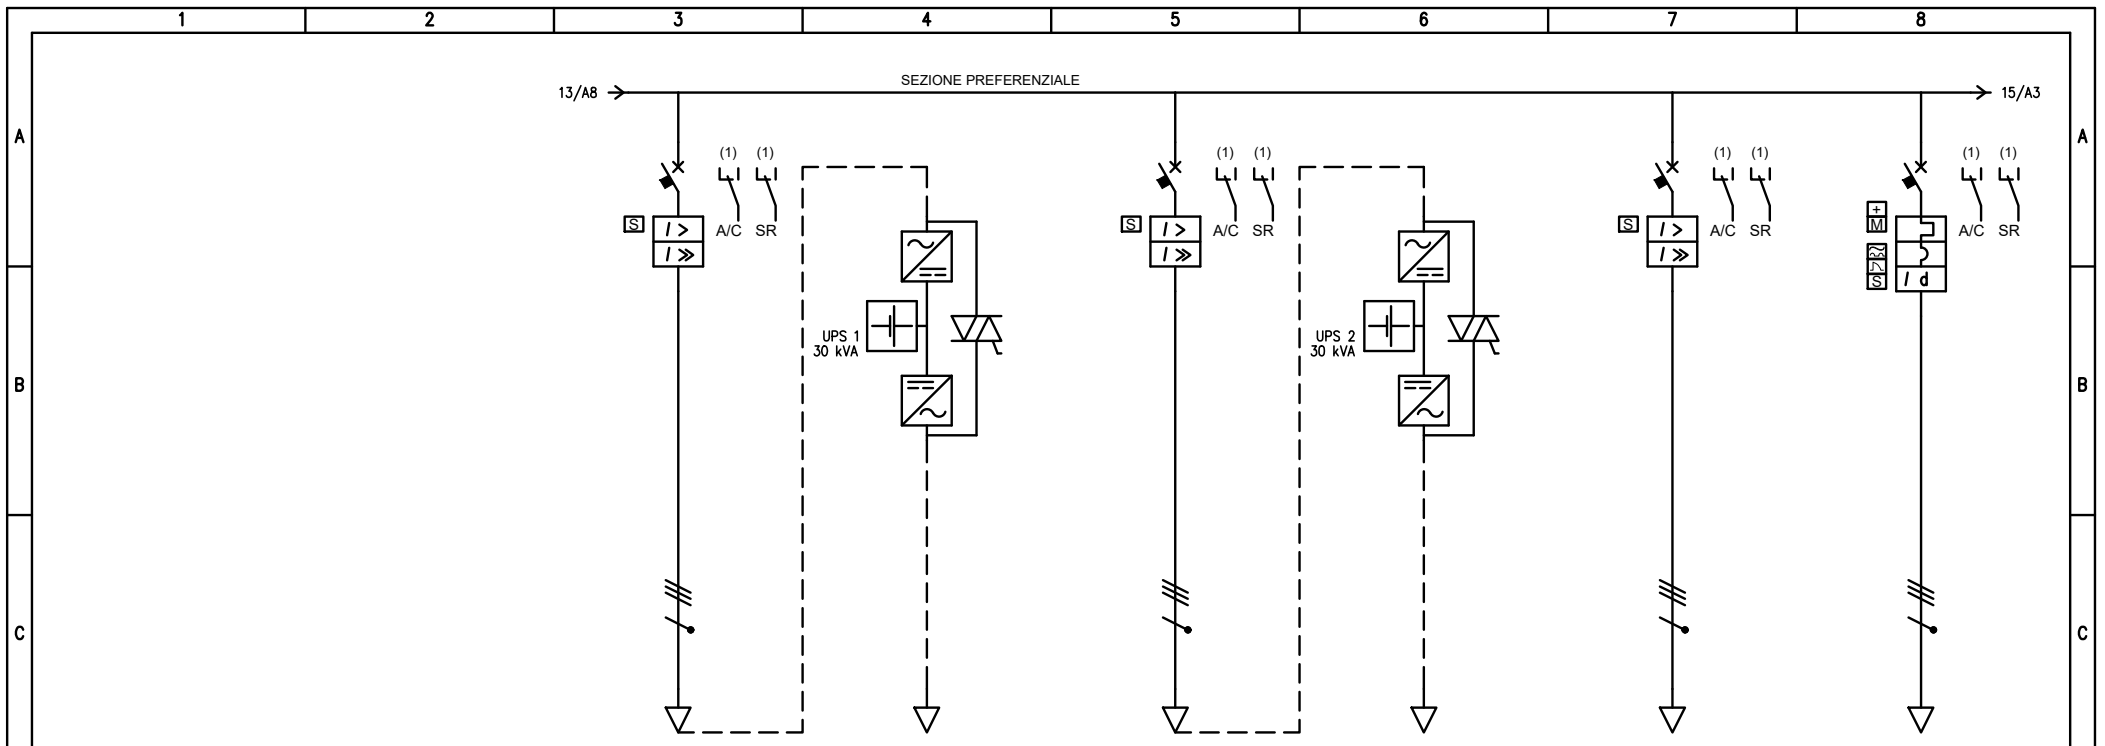 1 2 3 4 5 6 7 8
SEZIONE PREFERENZIALE
13/A8 15/A3
A A
(1) (1) (1) (1) (1) (1) (1) (1)
S A/C SR S A/C SR S A/C SR + M A/C SR
I > I > I >
I >> I >> I >>
S I d
UPS 1
30 kVA
UPS 2
30 kVA
B B
C C